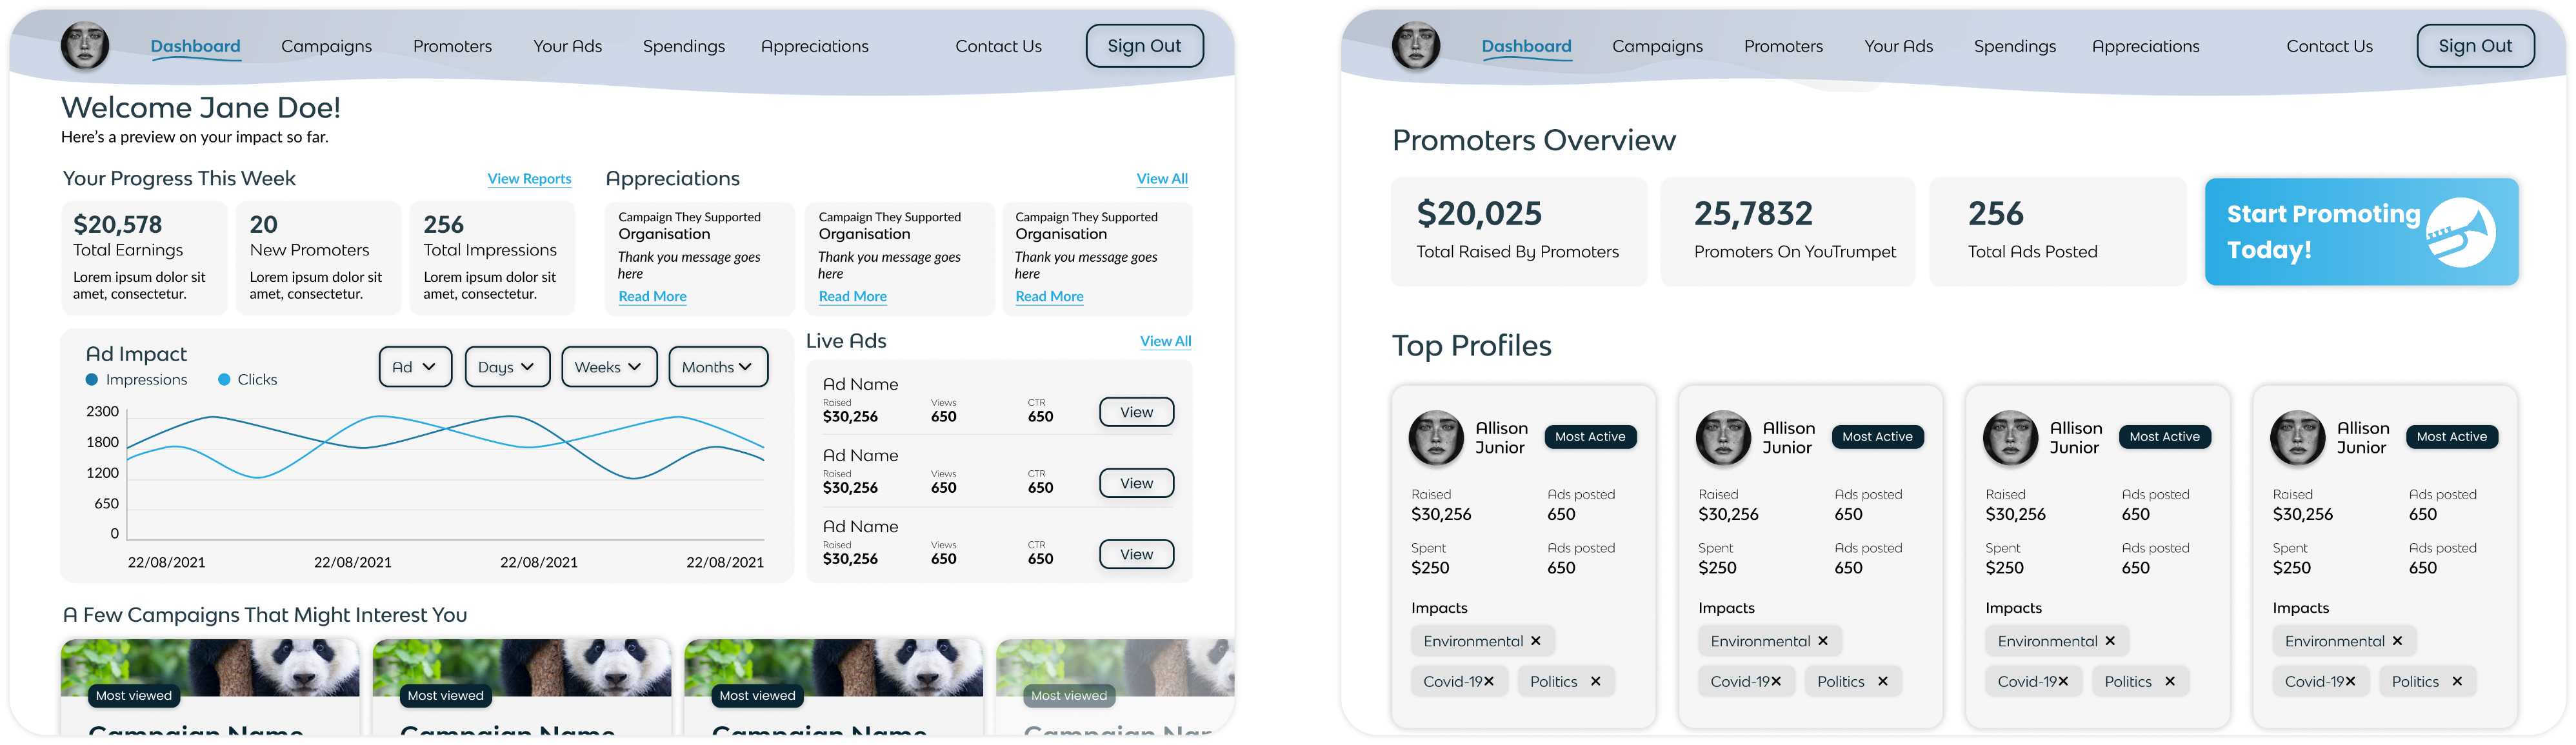 Dashboard Campaigns Promoters Your Ads Spendings Appreciations Contact Us Sign Out
Welcome Jane Doe!
Here's a preview on your impact so far.
Your Progress This Week View Reports
$20,578 20 256
Total Earnings New Promoters Total Impressions
Lorem ipsum dolor sit Lorem ipsum dolor sit Lorem ipsum dolor sit
amet, consectetur. amet, consectetur. amet, consectetur.
Appreciations View All
Campaign They Supported Campaign They Supported Campaign They Supported
Organisation Organisation Organisation
Thank you message goes Thank you message goes Thank you message goes
here here here
Read More Read More Read More
Ad Impact
Impressions Clicks
Ad Days Weeks Months
2300
1800
1200
650
0
22/08/2021 22/08/2021 22/08/2021 22/08/2021
Live Ads View All
Ad Name
Raised Views CTR
$30,256 650 650 View
Ad Name
Raised Views CTR
$30,256 650 650 View
Ad Name
Raised Views CTR
$30,256 650 650 View
A Few Campaigns That Might Interest You
Most viewed Most viewed Most viewed Most viewed
Campaign Name Campaign Name Campaign Name Campaign Nar
Dashboard Campaigns Promoters Your Ads Spendings Appreciations Contact Us Sign Out
Promoters Overview
$20,025 25,7832 256
Total Raised By Promoters Promoters On YouTrumpet Total Ads Posted
Start Promoting
Today!
Top Profiles
Allison Allison Allison Allison
Junior Junior Junior Junior
Most Active Most Active Most Active Most Active
Raised Ads posted Raised Ads posted Raised Ads posted Raised Ads posted
$30,256 650 $30,256 650 $30,256 650 $30,256 650
Spent Ads posted Spent Ads posted Spent Ads posted Spent Ads posted
$250 650 $250 650 $250 650 $250 650
Impacts Impacts Impacts Impacts
Environmental Environmental Environmental Environmental
Covid-19 Politics Covid-19 Politics Covid-19 Politics Covid-19 Politics